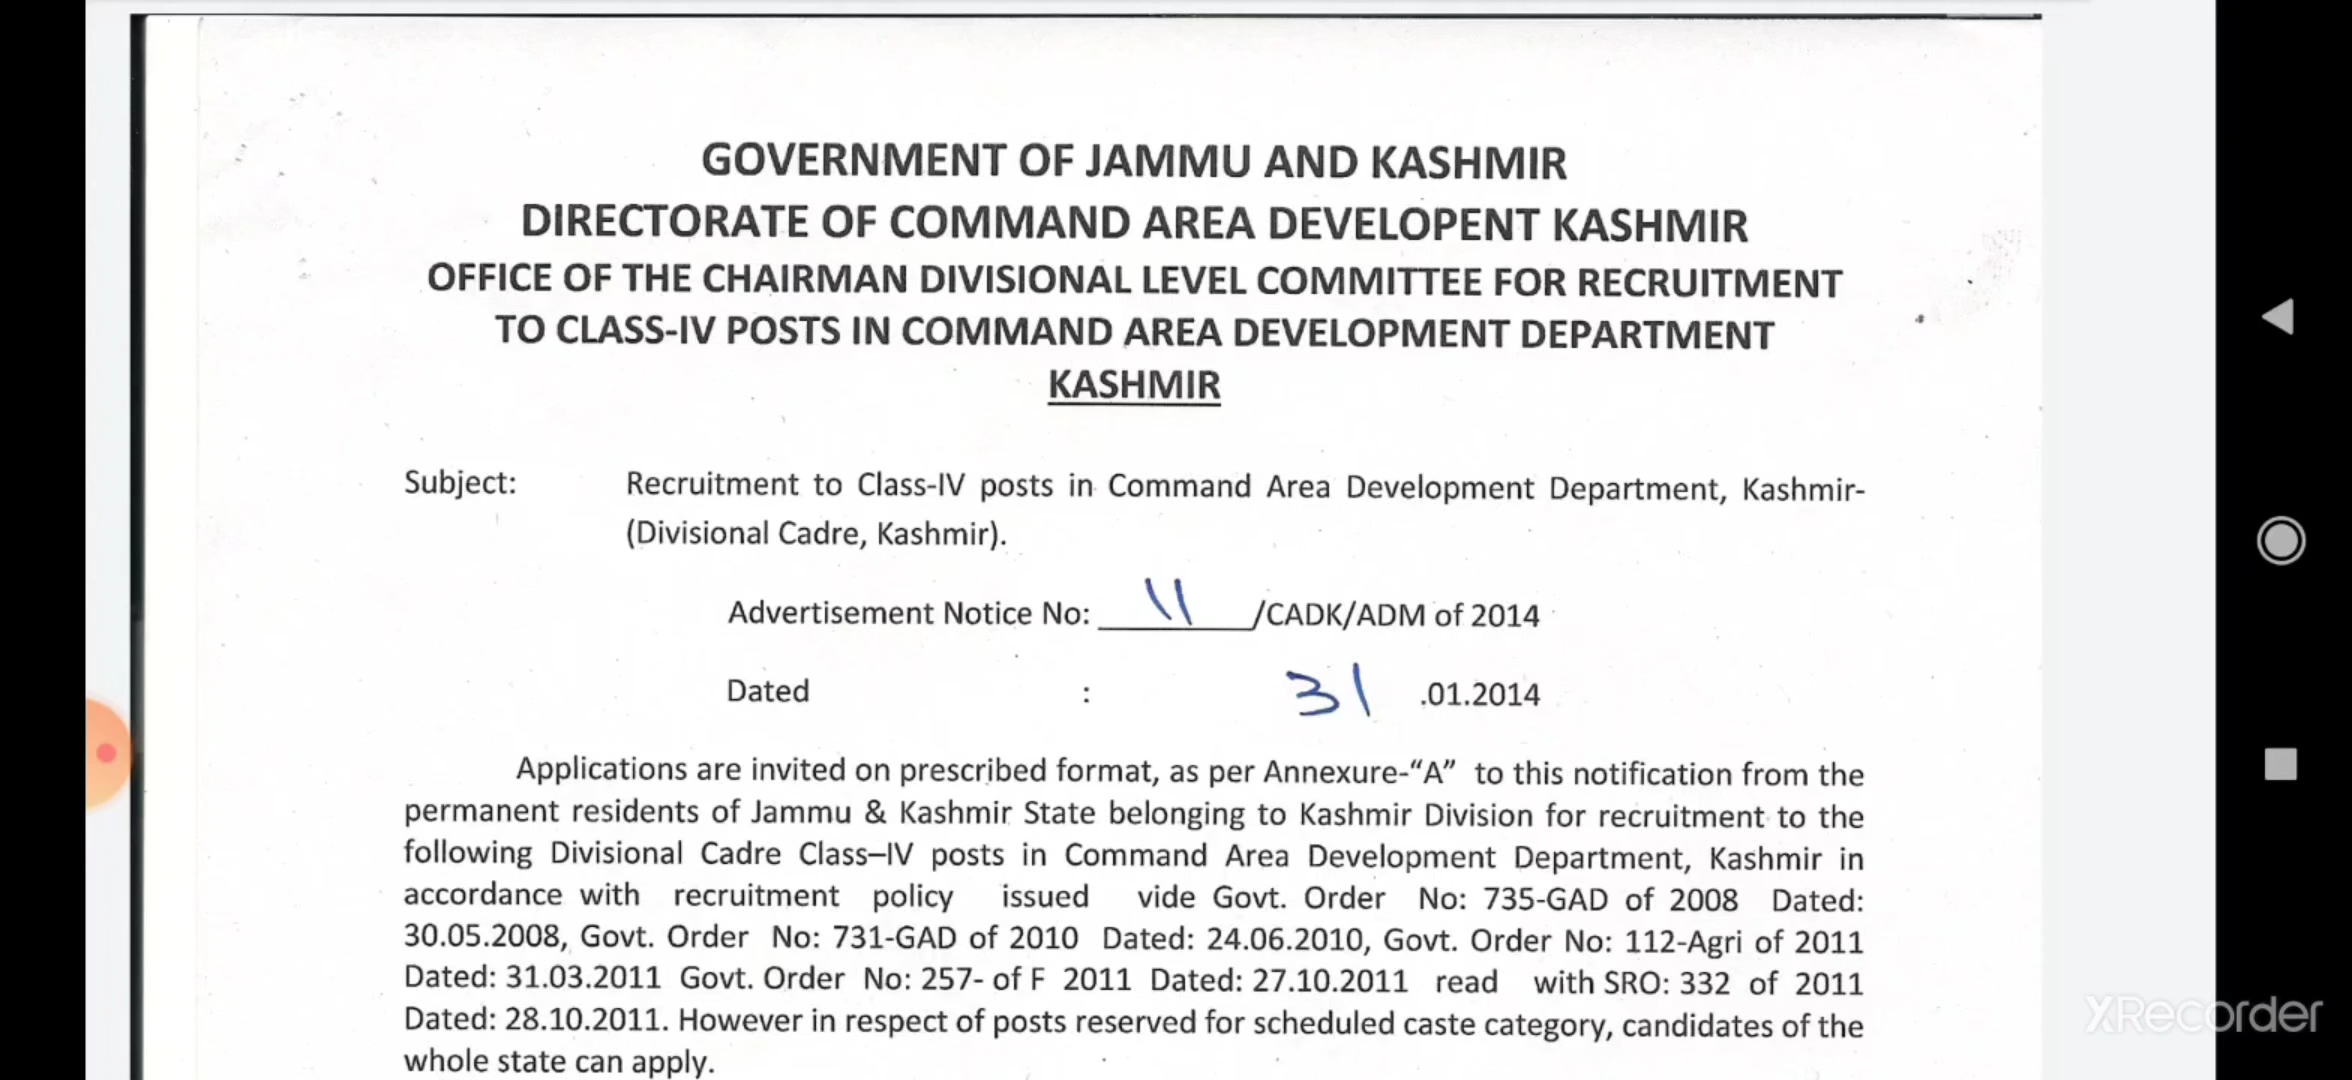 GOVERNMENT OF JAMMU AND KASHMIR
DIRECTORATE OF COMMAND AREA DEVELOPENT KASHMIR
OFFICE OF THE CHAIRMAN DIVISIONAL LEVEL COMMITTEE FOR RECRUITMENT
TO CLASS-IV POSTS IN COMMAND AREA DEVELOPMENT DEPARTMENT
KASHMIR
Subject: Recruitment to Class-IV posts in Command Area Development Department, Kashmir-
(Divisional Cadre, Kashmir).
Advertisement Notice No: 11 /CADK/ADM of 2014
Dated : 31 .01.2014
Applications are invited on prescribed format, as per Annexure-“A” to this notification from the
permanent residents of Jammu & Kashmir State belonging to Kashmir Division for recruitment to the
following Divisional Cadre Class–IV posts in Command Area Development Department, Kashmir in
accordance with recruitment policy issued vide Govt. Order No: 735-GAD of 2008 Dated:
30.05.2008, Govt. Order No: 731-GAD of 2010 Dated: 24.06.2010, Govt. Order No: 112-Agri of 2011
Dated: 31.03.2011 Govt. Order No: 257- of F 2011 Dated: 27.10.2011 read with SRO: 332 of 2011
Dated: 28.10.2011. However in respect of posts reserved for scheduled caste category, candidates of the
whole state can apply.
XRecorder